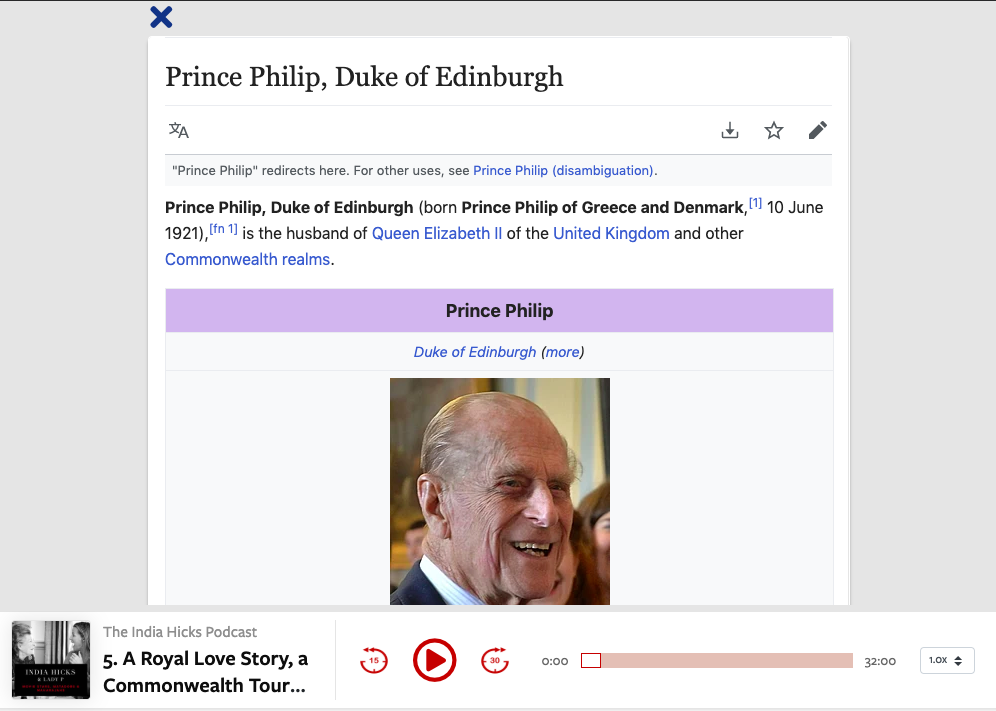 Prince Philip, Duke of Edinburgh
"Prince Philip" redirects here. For other uses, see Prince Philip (disambiguation).
Prince Philip, Duke of Edinburgh (born Prince Philip of Greece and Denmark,[1] 10 June
1921),[fn 1] is the husband of Queen Elizabeth II of the United Kingdom and other
Commonwealth realms.
Prince Philip
Duke of Edinburgh (more)
The India Hicks Podcast
5. A Royal Love Story, a
Commonwealth Tour...
INDIA HICKS
& LADY P
15
30
0:00
32:00
1.0X